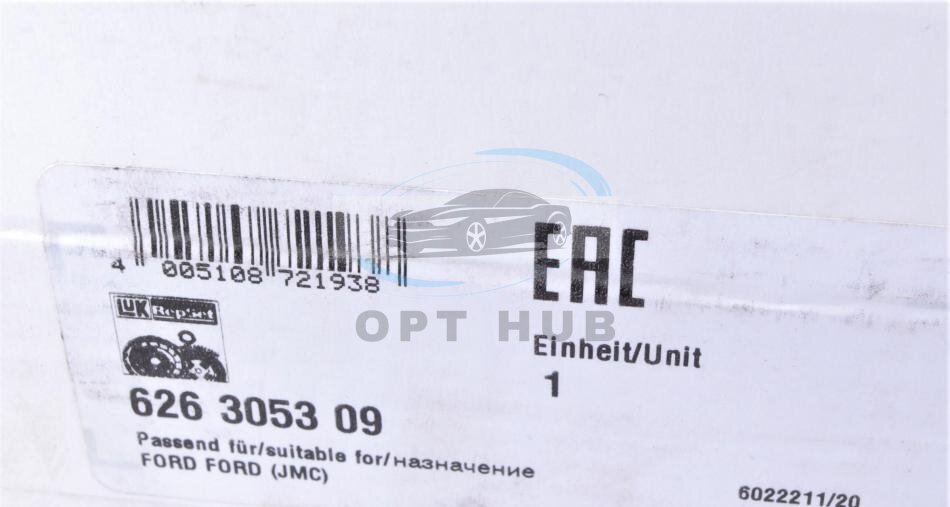 4 005108 721938
EAC
LuK RepSet
OPT HUB
Einheit/Unit
1
626 3053 09
Passend für/suitable for/назначение
FORD FORD (JMC)
6022211/20